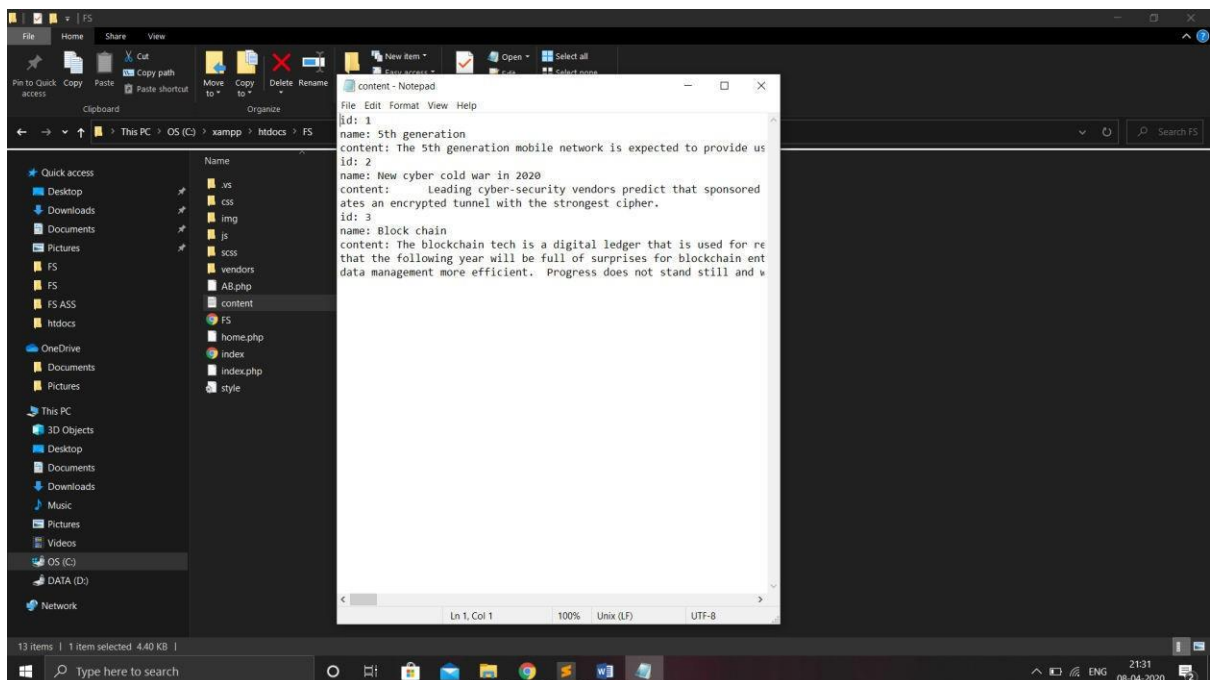 FS
File Home Share View
Pin to Quick access
Copy
Paste
Cut
Copy path
Paste shortcut
Clipboard
Move to
Copy to
Delete
Rename
Organize
New item
Easy access
Open
Edit
Select all
Select none
This PC > OS (C:) > xampp > htdocs > FS
Search FS
Quick access
Desktop
Downloads
Documents
Pictures
FS
FS
FS ASS
htdocs
OneDrive
Documents
Pictures
This PC
3D Objects
Desktop
Documents
Downloads
Music
Pictures
Videos
OS (C:)
DATA (D:)
Network
Name
.vs
css
img
js
scss
vendors
AB.php
content
FS
home.php
index
index.php
style
content - Notepad
File Edit Format View Help
id: 1
name: 5th generation
content: The 5th generation mobile network is expected to provide us
id: 2
name: New cyber cold war in 2020
content: Leading cyber-security vendors predict that sponsored
ates an encrypted tunnel with the strongest cipher.
id: 3
name: Block chain
content: The blockchain tech is a digital ledger that is used for re
that the following year will be full of surprises for blockchain ent
data management more efficient. Progress does not stand still and w
Ln 1, Col 1 100% Unix (LF) UTF-8
13 items | 1 item selected 4.40 KB |
Type here to search
ENG
21:31
08-04-2020